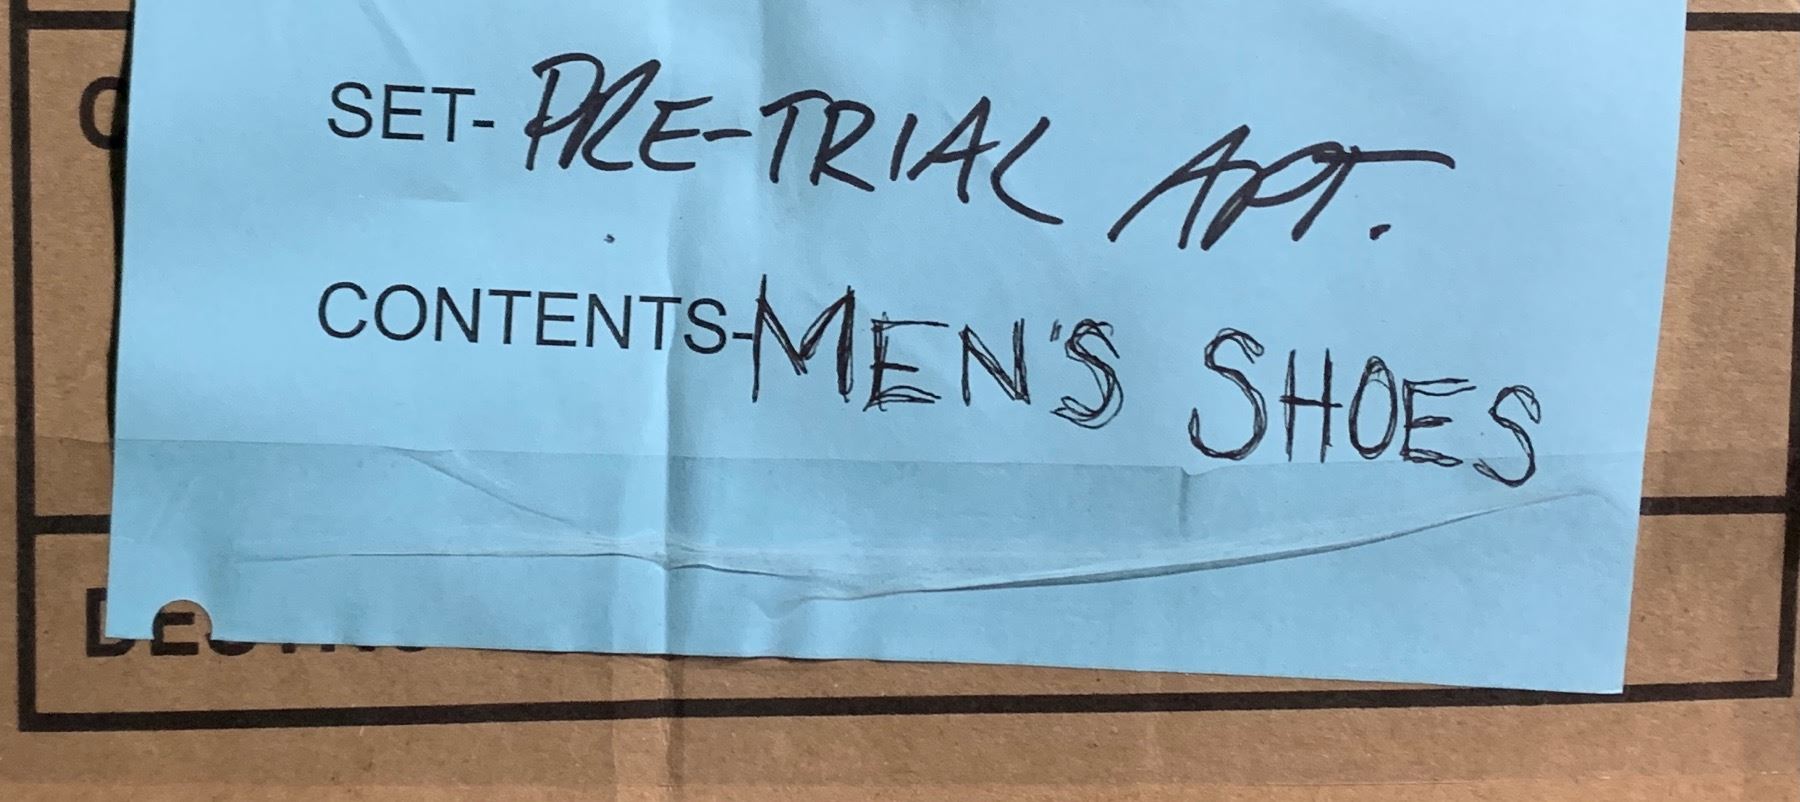 SET- PRE-TRIAL APT.
CONTENTS- MEN'S SHOES